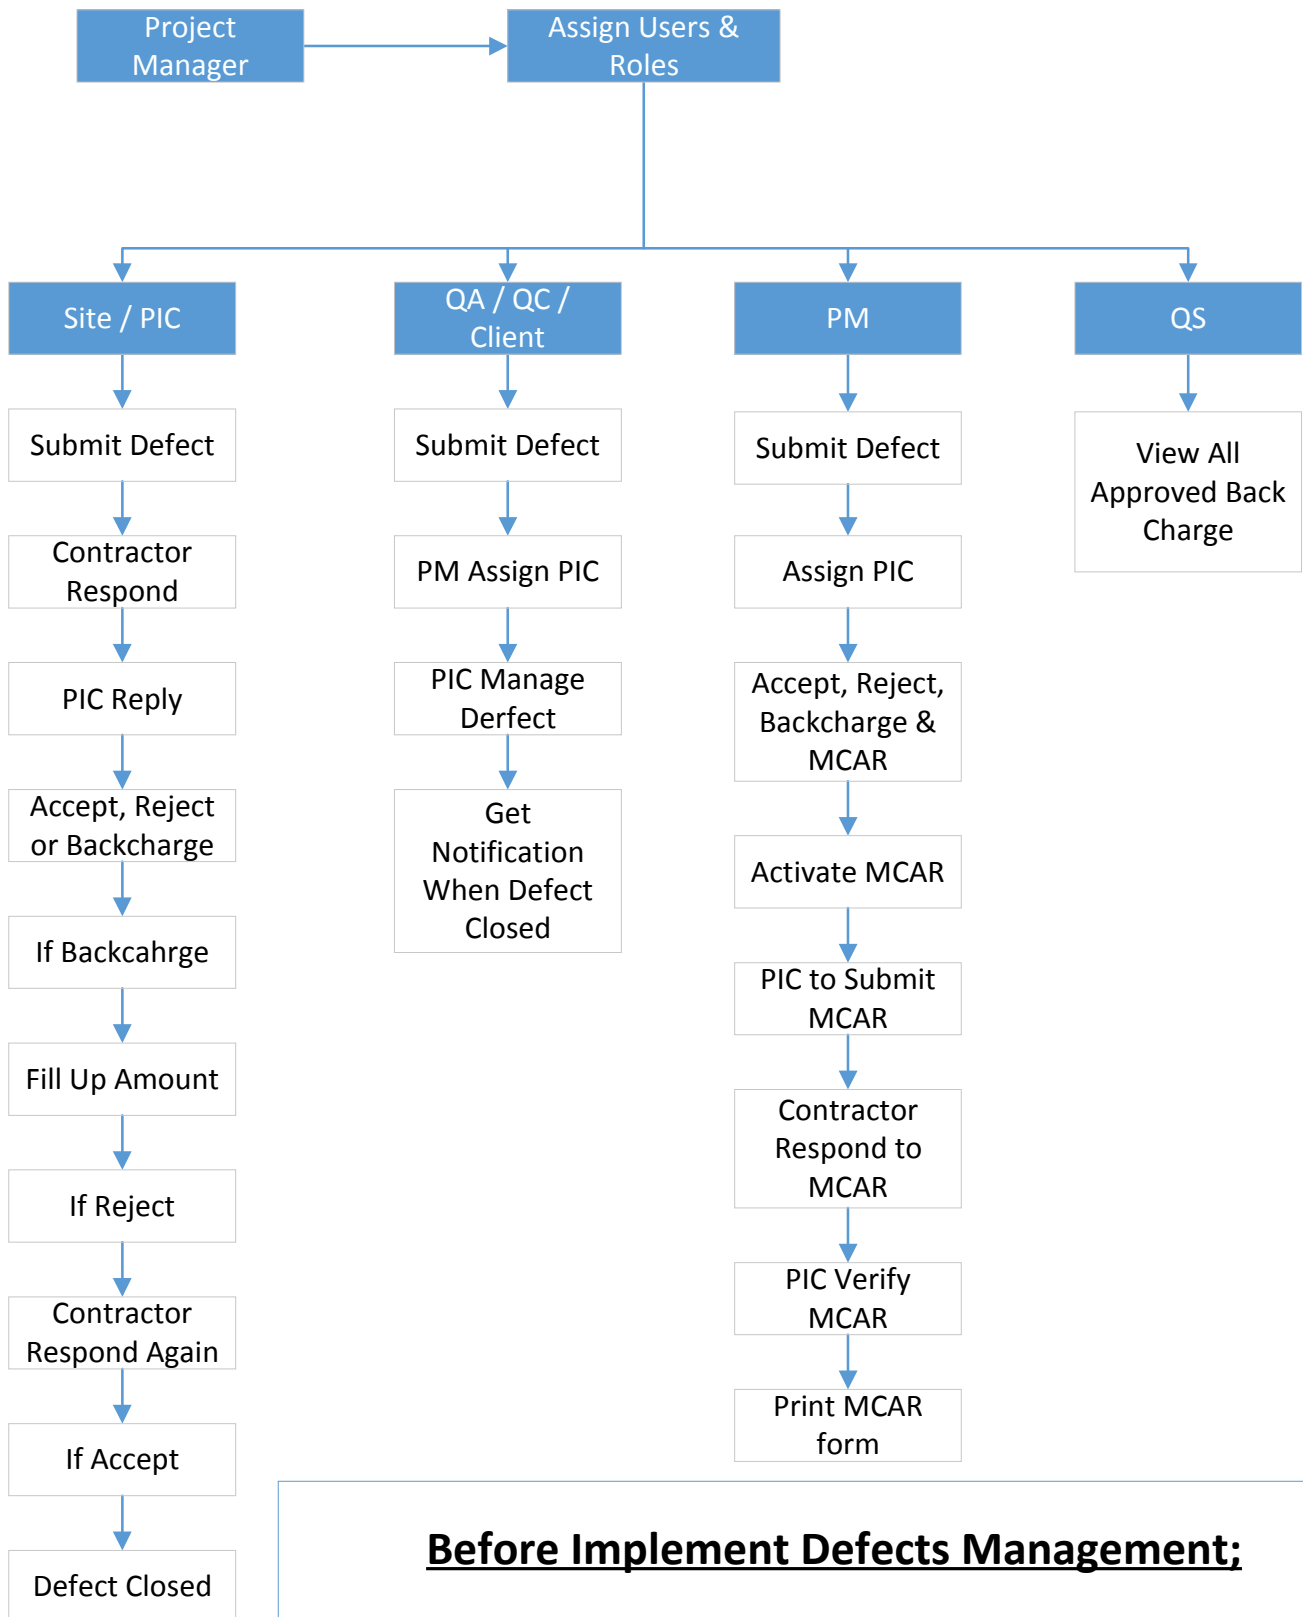 Project
Manager
Assign Users &
Roles
Site / PIC
Submit Defect
Contractor
Respond
PIC Reply
Accept, Reject
or Backcharge
If Backcahrge
Fill Up Amount
If Reject
Contractor
Respond Again
If Accept
Defect Closed
QA / QC /
Client
Submit Defect
PM Assign PIC
PIC Manage
Derfect
Get
Notification
When Defect
Closed
PM
Submit Defect
Assign PIC
Accept, Reject,
Backcharge &
MCAR
Activate MCAR
PIC to Submit
MCAR
Contractor
Respond to
MCAR
PIC Verify
MCAR
Print MCAR
form
QS
View All
Approved Back
Charge
Before Implement Defects Management;